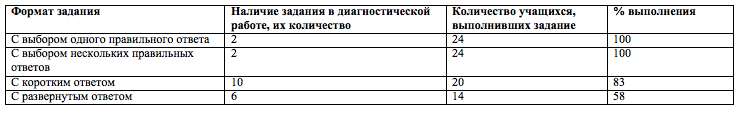 Формат задания Наличие задания в диагностической работе, их количество Количество учащихся, выполнивших задание % выполнения
С выбором одного правильного ответа 2 24 100
С выбором нескольких правильных ответов 2 24 100
С коротким ответом 10 20 83
С развернутым ответом 6 14 58